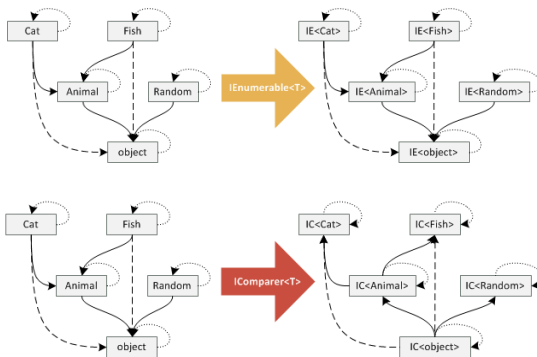 Cat Fish IE<Cat> IE<Fish>
IEnumerable<T>
Animal Random IE<Animal> IE<Random>
object IE<object>
Cat Fish IC<Cat> IC<Fish>
IComparer<T>
Animal Random IC<Animal> IC<Random>
object IC<object>